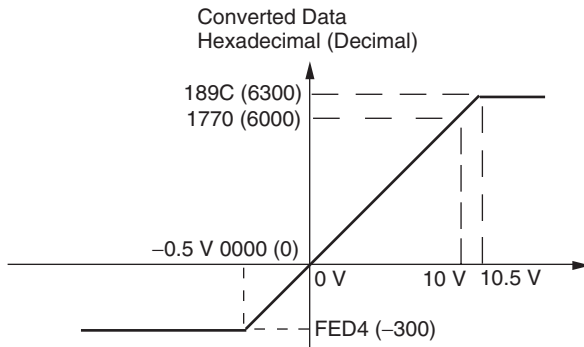 Converted Data
Hexadecimal (Decimal)
189C (6300)
1770 (6000)
−0.5 V 0000 (0)
0 V
10 V
10.5 V
FED4 (−300)